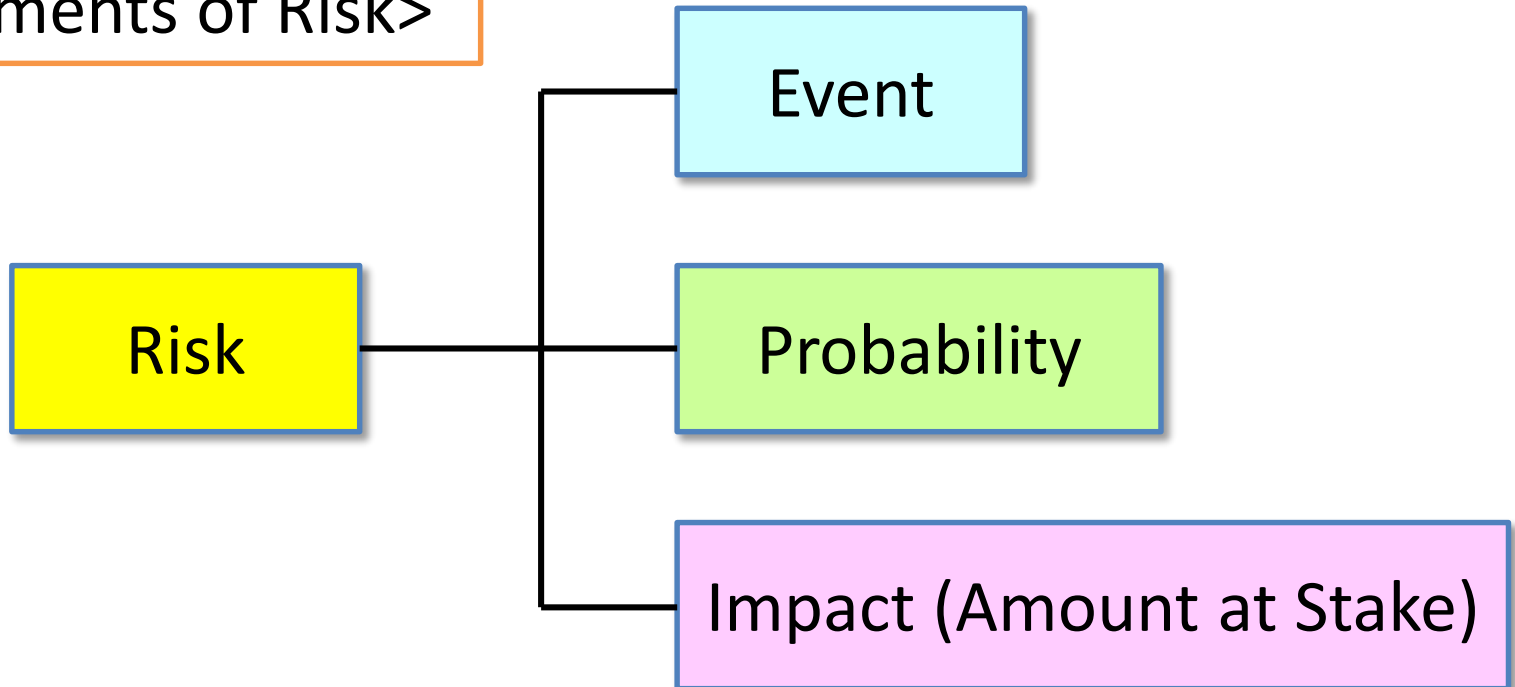 ments of Risk>
Event
Risk
Probability
Impact (Amount at Stake)